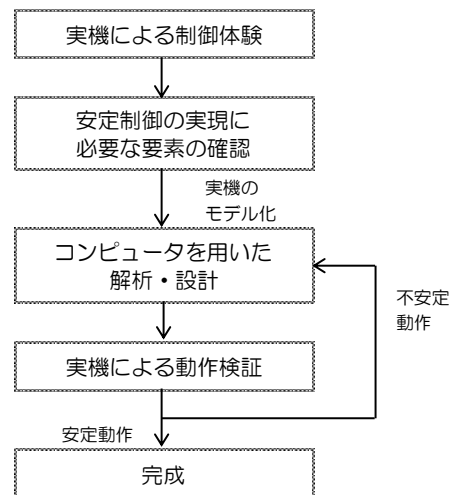 実機による制御体験
安定制御の実現に
必要な要素の確認
実機の
モデル化
コンピュータを用いた
解析・設計
不安定
動作
実機による動作検証
安定動作
完成